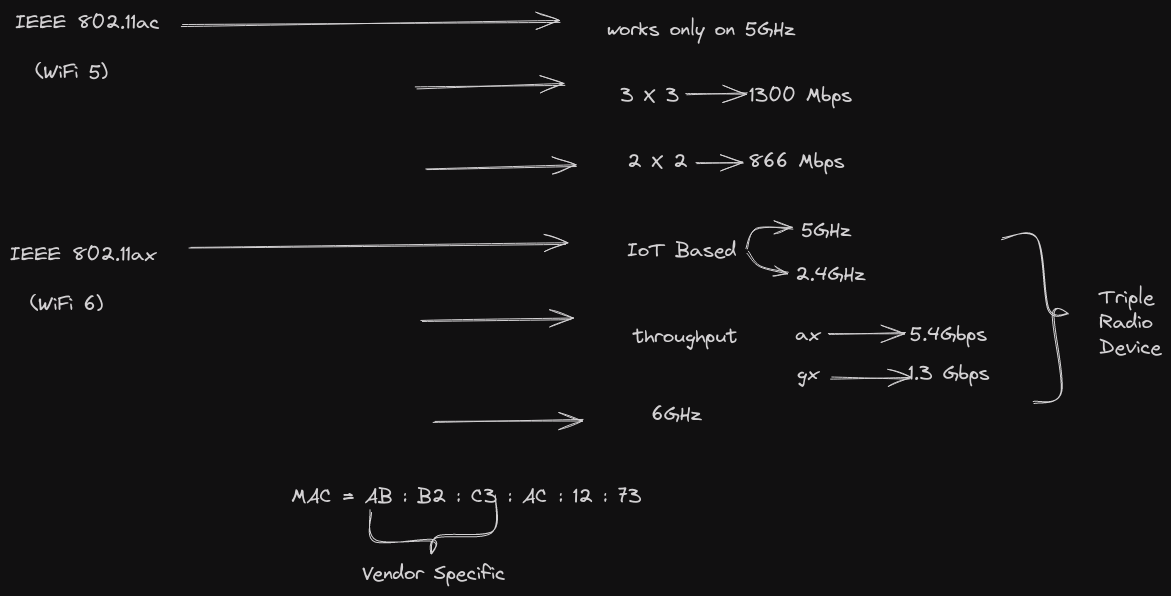 IEEE 802.11ac
works only on 5GHz
(WiFi 5)
3 X 3
1300 Mbps
2 X 2
866 Mbps
IEEE 802.11ax
IoT Based
5GHz
2.4GHz
(WiFi 6)
Triple
Radio
Device
throughput
ax
5.4Gbps
gx
1.3 Gbps
6GHz
MAC = AB : B2 : C3 : AC : 12 : 73
Vendor Specific